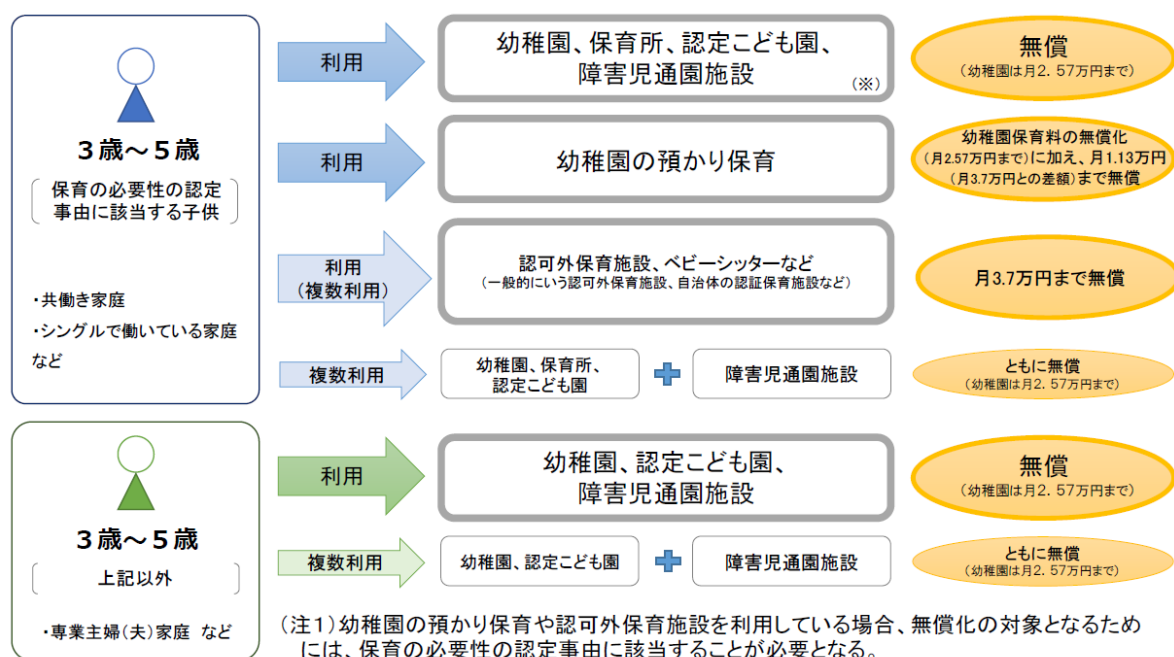 ３歳～５歳
保育の必要性の認定
事由に該当する子供
・共働き家庭
・シングルで働いている家庭
など
利用
幼稚園、保育所、認定こども園、
障害児通園施設
(※)
無償
(幼稚園は月2．57万円まで)
利用
幼稚園の預かり保育
幼稚園保育料の無償化
(月2.57万円まで)に加え、月1.13万円
(月3.7万円との差額)まで無償
利用
(複数利用)
認可外保育施設、ベビーシッターなど
(一般的にいう認可外保育施設、自治体の認証保育施設など)
月3.7万円まで無償
複数利用
幼稚園、保育所、
認定こども園
障害児通園施設
ともに無償
(幼稚園は月2．57万円まで)
３歳～５歳
上記以外
・専業主婦(夫)家庭 など
利用
幼稚園、認定こども園、
障害児通園施設
無償
(幼稚園は月2．57万円まで)
複数利用
幼稚園、認定こども園
障害児通園施設
ともに無償
(幼稚園は月2．57万円まで)
(注１)幼稚園の預かり保育や認可外保育施設を利用している場合、無償化の対象となるため
には、保育の必要性の認定事由に該当することが必要となる。